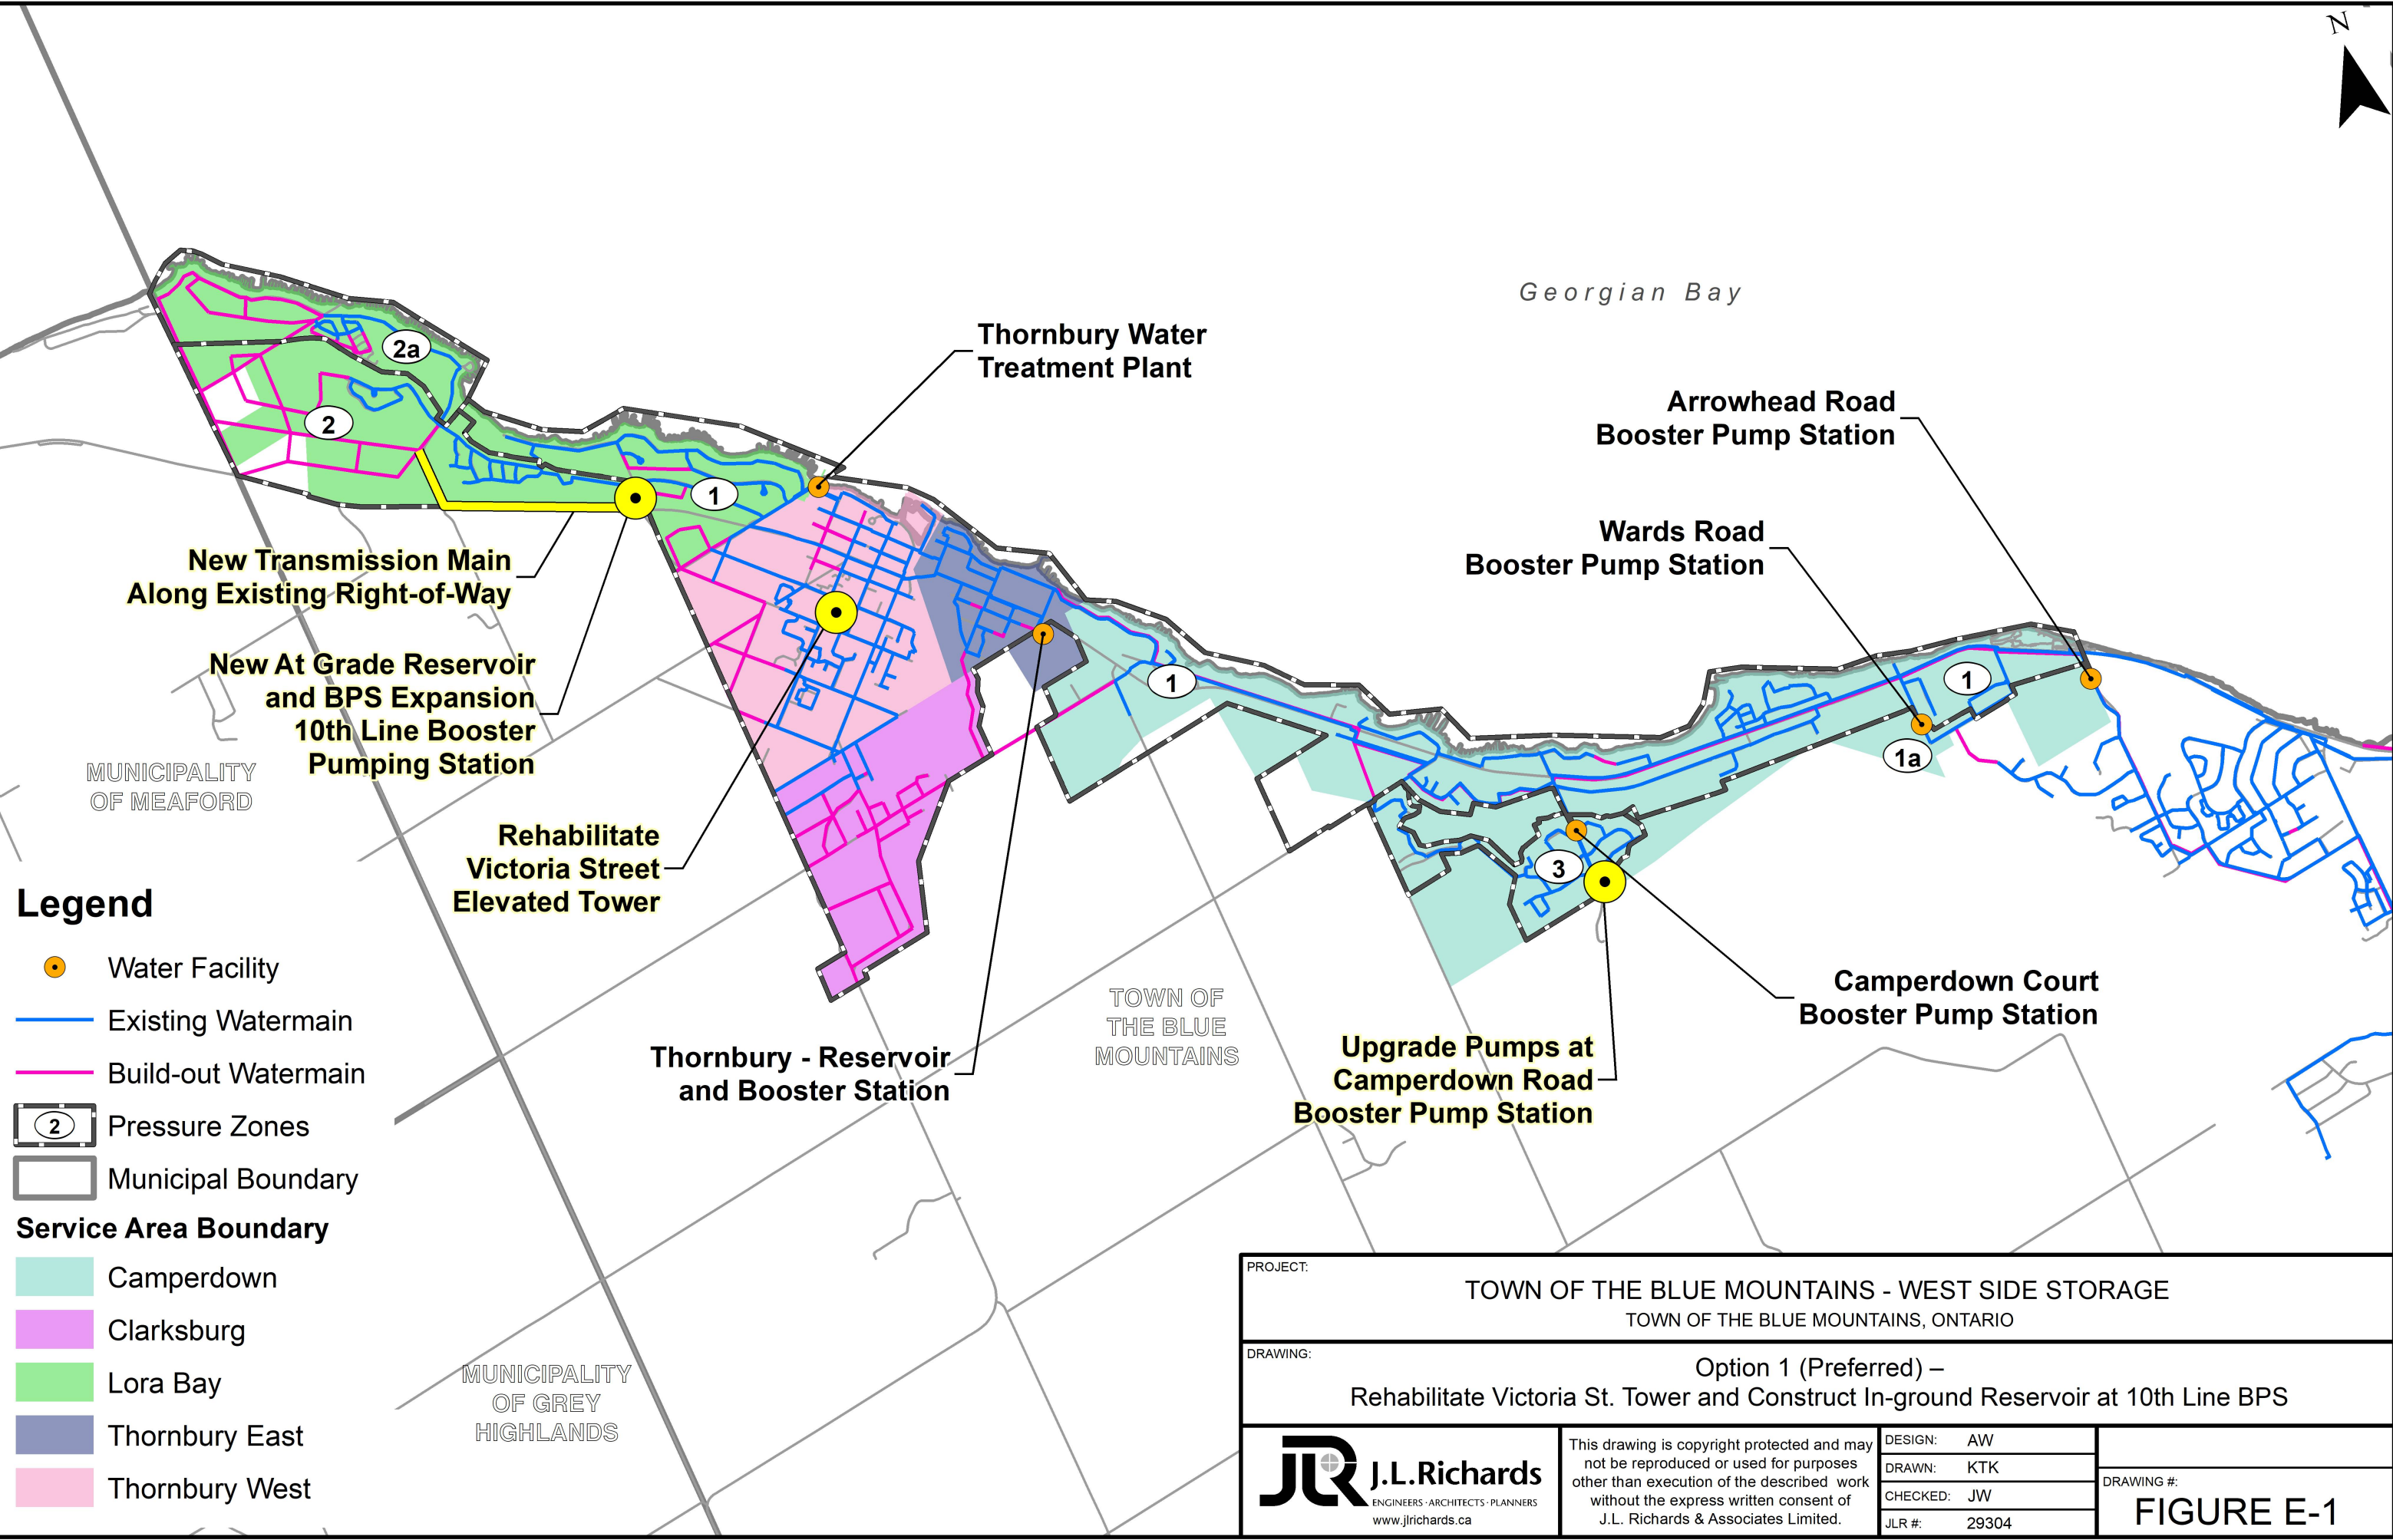 N
Georgian Bay
Thornbury Water
Treatment Plant
Arrowhead Road
Booster Pump Station
Wards Road
Booster Pump Station
2a
2
1
1
1
1a
3
New Transmission Main
Along Existing Right-of-Way
New At Grade Reservoir
and BPS Expansion
10th Line Booster
Pumping Station
MUNICIPALITY
OF MEAFORD
Rehabilitate
Victoria Street
Elevated Tower
Thornbury - Reservoir
and Booster Station
TOWN OF
THE BLUE
MOUNTAINS
Camperdown Court
Booster Pump Station
Upgrade Pumps at
Camperdown Road
Booster Pump Station
MUNICIPALITY
OF GREY
HIGHLANDS
Legend
Water Facility
Existing Watermain
Build-out Watermain
2
Pressure Zones
Municipal Boundary
Service Area Boundary
Camperdown
Clarksburg
Lora Bay
Thornbury East
Thornbury West
PROJECT:
TOWN OF THE BLUE MOUNTAINS - WEST SIDE STORAGE
TOWN OF THE BLUE MOUNTAINS, ONTARIO
DRAWING:
Option 1 (Preferred) –
Rehabilitate Victoria St. Tower and Construct In-ground Reservoir at 10th Line BPS
JLR
J.L.Richards
ENGINEERS · ARCHITECTS · PLANNERS
www.jlrichards.ca
This drawing is copyright protected and may
not be reproduced or used for purposes
other than execution of the described work
without the express written consent of
J.L. Richards & Associates Limited.
DESIGN: AW
DRAWN: KTK
CHECKED: JW
JLR #: 29304
DRAWING #:
FIGURE E-1